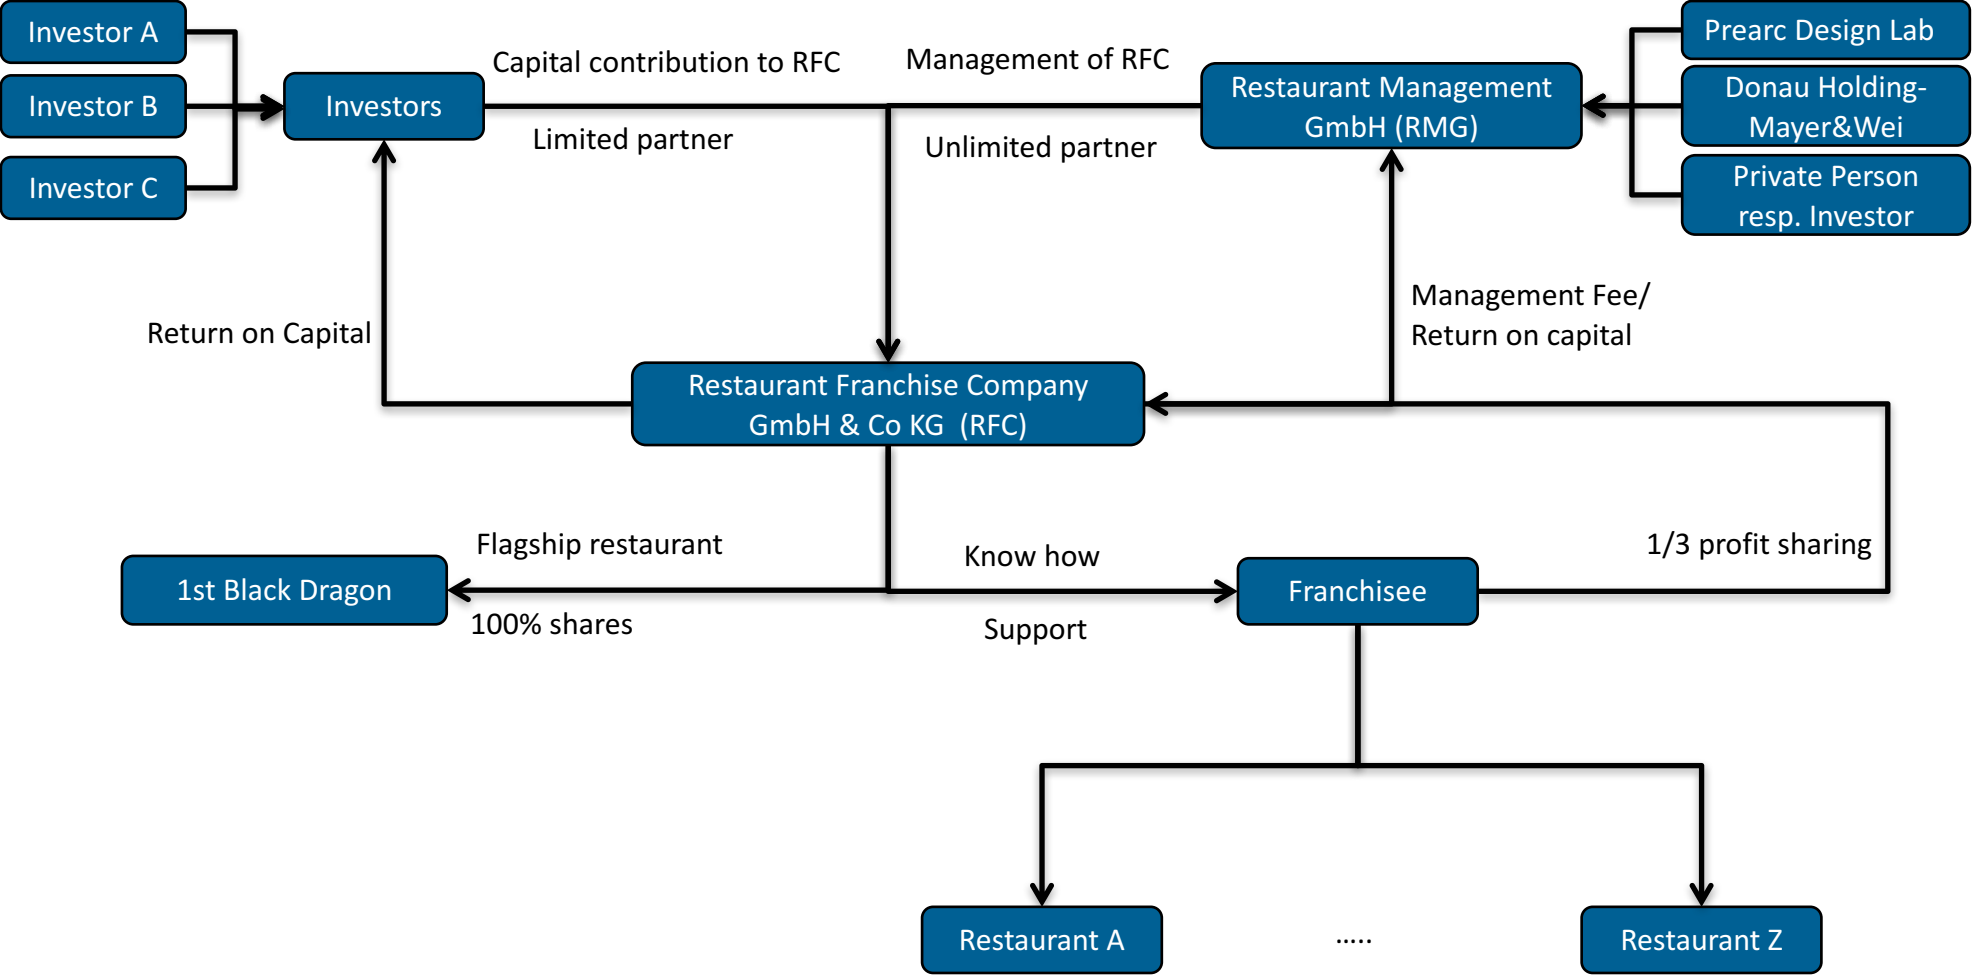 Investor A
Investor B
Investor C
Investors
Capital contribution to RFC
Limited partner
Management of RFC
Unlimited partner
Restaurant Management
GmbH (RMG)
Prearc Design Lab
Donau Holding-
Mayer&Wei
Private Person
resp. Investor
Return on Capital
Management Fee/
Return on capital
Restaurant Franchise Company
GmbH & Co KG  (RFC)
Flagship restaurant
1st Black Dragon
100% shares
Know how
Support
Franchisee
1/3 profit sharing
Restaurant A
.....
Restaurant Z